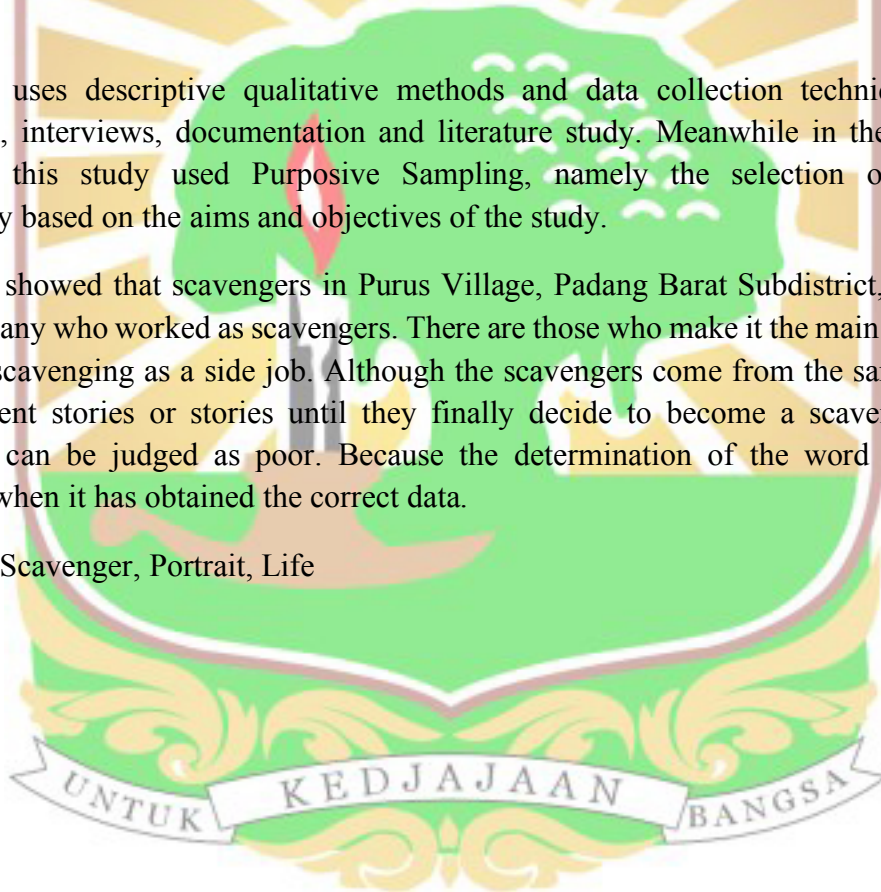 uses descriptive qualitative methods and data collection techni
, interviews, documentation and literature study. Meanwhile in the
this study used Purposive Sampling, namely the selection o
y based on the aims and objectives of the study.
showed that scavengers in Purus Village, Padang Barat Subdistrict,
any who worked as scavengers. There are those who make it the main
scavenging as a side job. Although the scavengers come from the sa
ent stories or stories until they finally decide to become a scave
can be judged as poor. Because the determination of the word
when it has obtained the correct data.
Scavenger, Portrait, Life
UNTUK KEDJAJAAN BANGSA